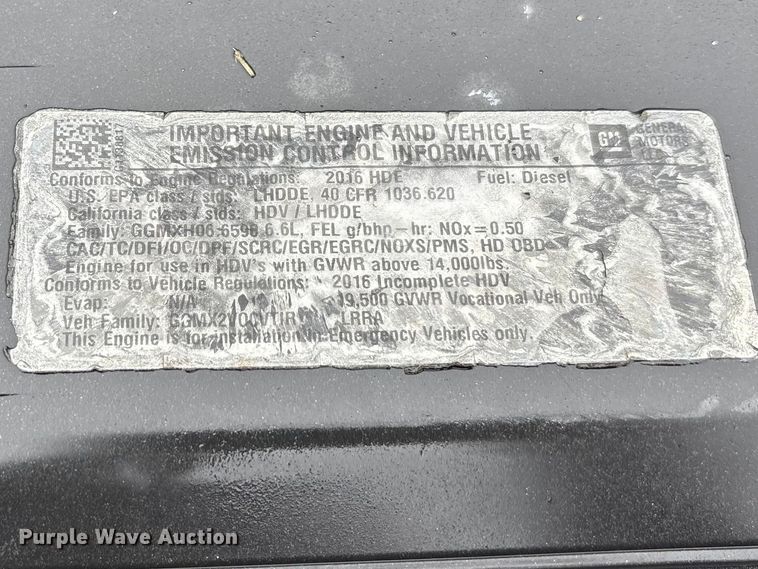 IMPORTANT ENGINE AND VEHICLE
EMISSION CONTROL INFORMATION
GM
GENERAL
MOTORS
LLC
Conforms to Engine Regulations: 2016 HDE Fuel: Diesel
U.S. EPA class / stds: LHDDE, 40 CFR 1036.620
California class / stds: HDV / LHDDE
Family: GGMXH06.6590 6.6L, FEL g/bhp-hr: NOx=0.50
CAC/TC/DFI/OC/DPF/SCRC/EGR/EGRC/NOXS/PMS, HD OBD
Engine for use in HDV's with GVWR above 14,000lbs.
Conforms to Vehicle Regulations: 2016 Incomplete HDV
Evap: N/A 19,500 GVWR Vocational Veh Only
Veh Family: LRRA
This Engine is for installation in Emergency Vehicles only.
Purple Wave Auction